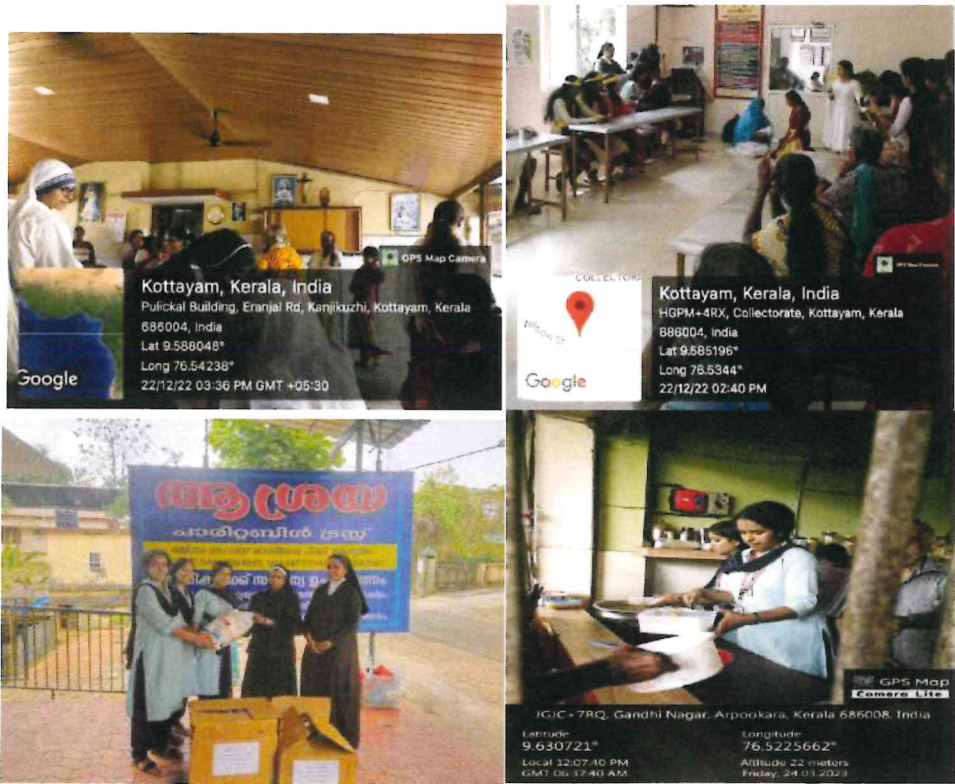 GPS Map Camera
Kottayam, Kerala, India
Pulickal Building, Eranjal Rd, Kanjikuzhi, Kottayam, Kerala
686004, India
Lat 9.588048°
Long 76.54238°
22/12/22 03:36 PM GMT +05:30
Google
Kottayam, Kerala, India
HGPM+4RX, Collectorate, Kottayam, Kerala
686004, India
Lat 9.585196°
Long 76.5344°
22/12/22 02:40 PM
Google
ആശ്രയ
GPS Map
Camera Lite
JGJC+7RQ, Gandhi Nagar, Arpookara, Kerala 686008, India
Latitude
9.630721°
Longitude
76.5225662°
Local 12:07:40 PM
GMT 06:37:40 AM
Altitude 22 meters
Friday, 24.03.2023